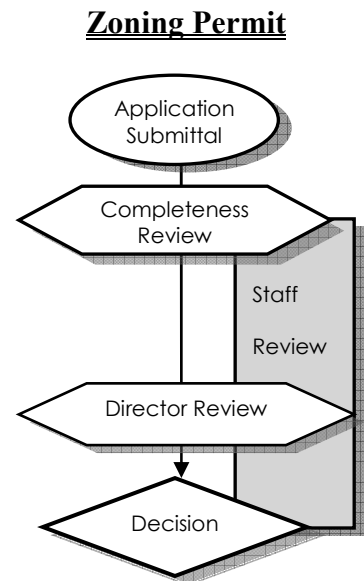 Zoning Permit
Application
Submittal
Completeness
Review
Staff
Review
Director Review
Decision